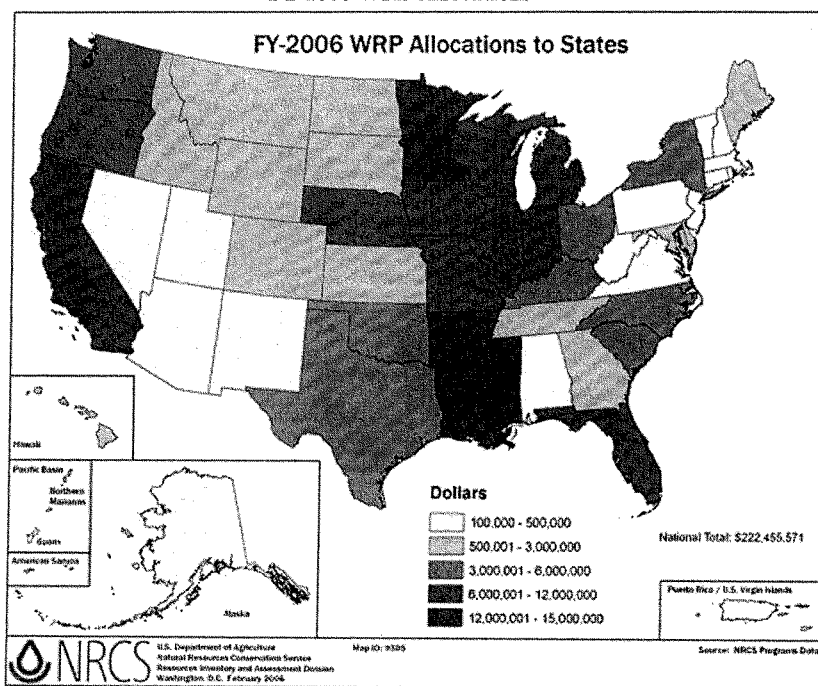 FY-2006 WRP Allocations to States
Hawaii
Pacific Basin
Northern
Marianas
Guam
American Samoa
Alaska
Dollars
100,000 - 500,000
500,001 - 3,000,000
3,000,001 - 6,000,000
6,000,001 - 12,000,000
12,000,001 - 15,000,000
National Total: $222,455,571
Puerto Rico / U.S. Virgin Islands
NRCS
U.S. Department of Agriculture
Natural Resources Conservation Service
Resources Inventory and Assessment Division
Washington, D.C. February 2006
Map ID:
Source: NRCS Programs Data